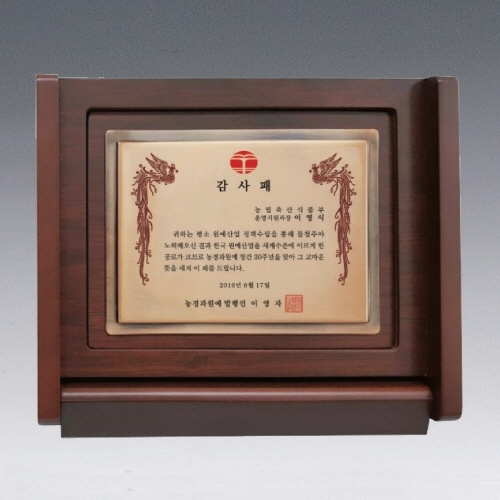 감사패
농림축산식품부
운영지원과장 이영식
귀하는 평소 원예산업 정책수립을 통해 불철주야
노력해오신 결과 한국 원예산업을 세계수준에 이르게 한
공로가 크므로 농경과원예 창간 30주년을 맞아 그 고마운
뜻을 새겨 이 패를 드립니다.
2016년 6월 17일
농경과원예 발행인 이영자